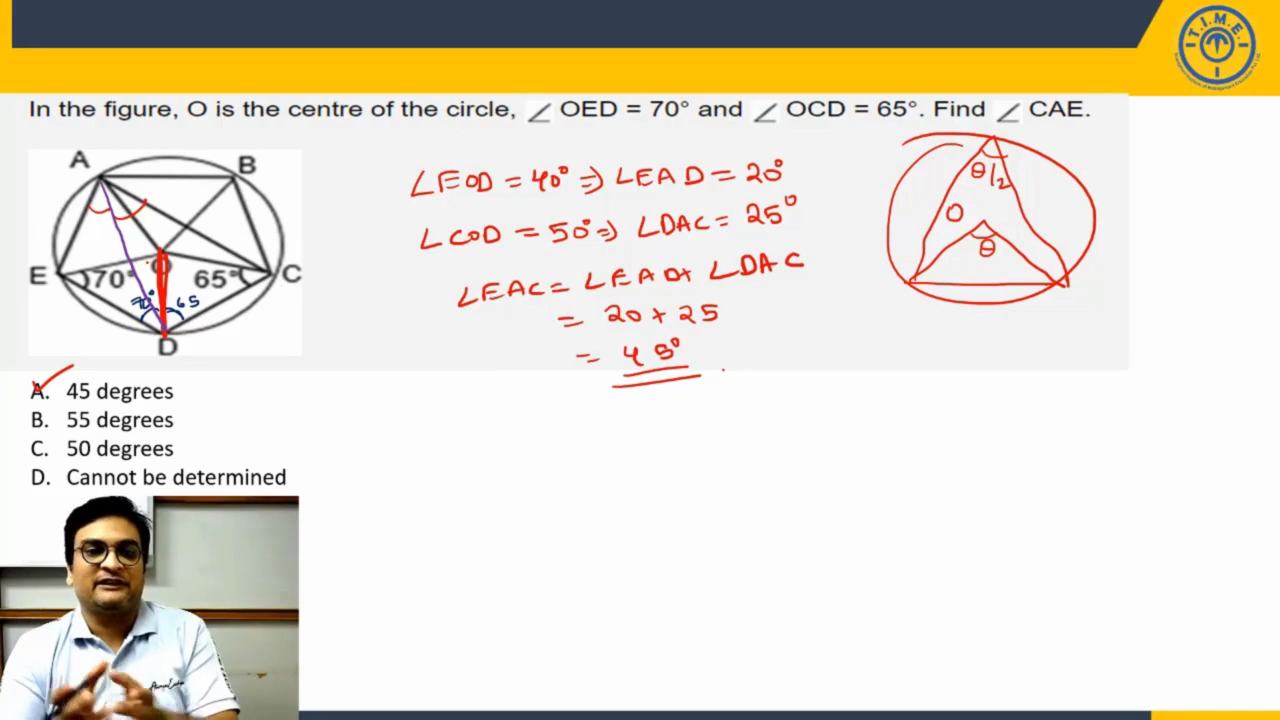 T.I.M.E.
In the figure, O is the centre of the circle, ∠ OED = 70° and ∠ OCD = 65°. Find ∠ CAE.
A
B
E
70°
O
65°
C
70°
65
D
∠EOD = 40° ⇒ ∠EAD = 20°
∠COD = 50° ⇒ ∠DAC = 25°
∠EAC = ∠EAD + ∠DAC
= 20 + 25
= 45°
θ/2
O
θ
A. 45 degrees
B. 55 degrees
C. 50 degrees
D. Cannot be determined